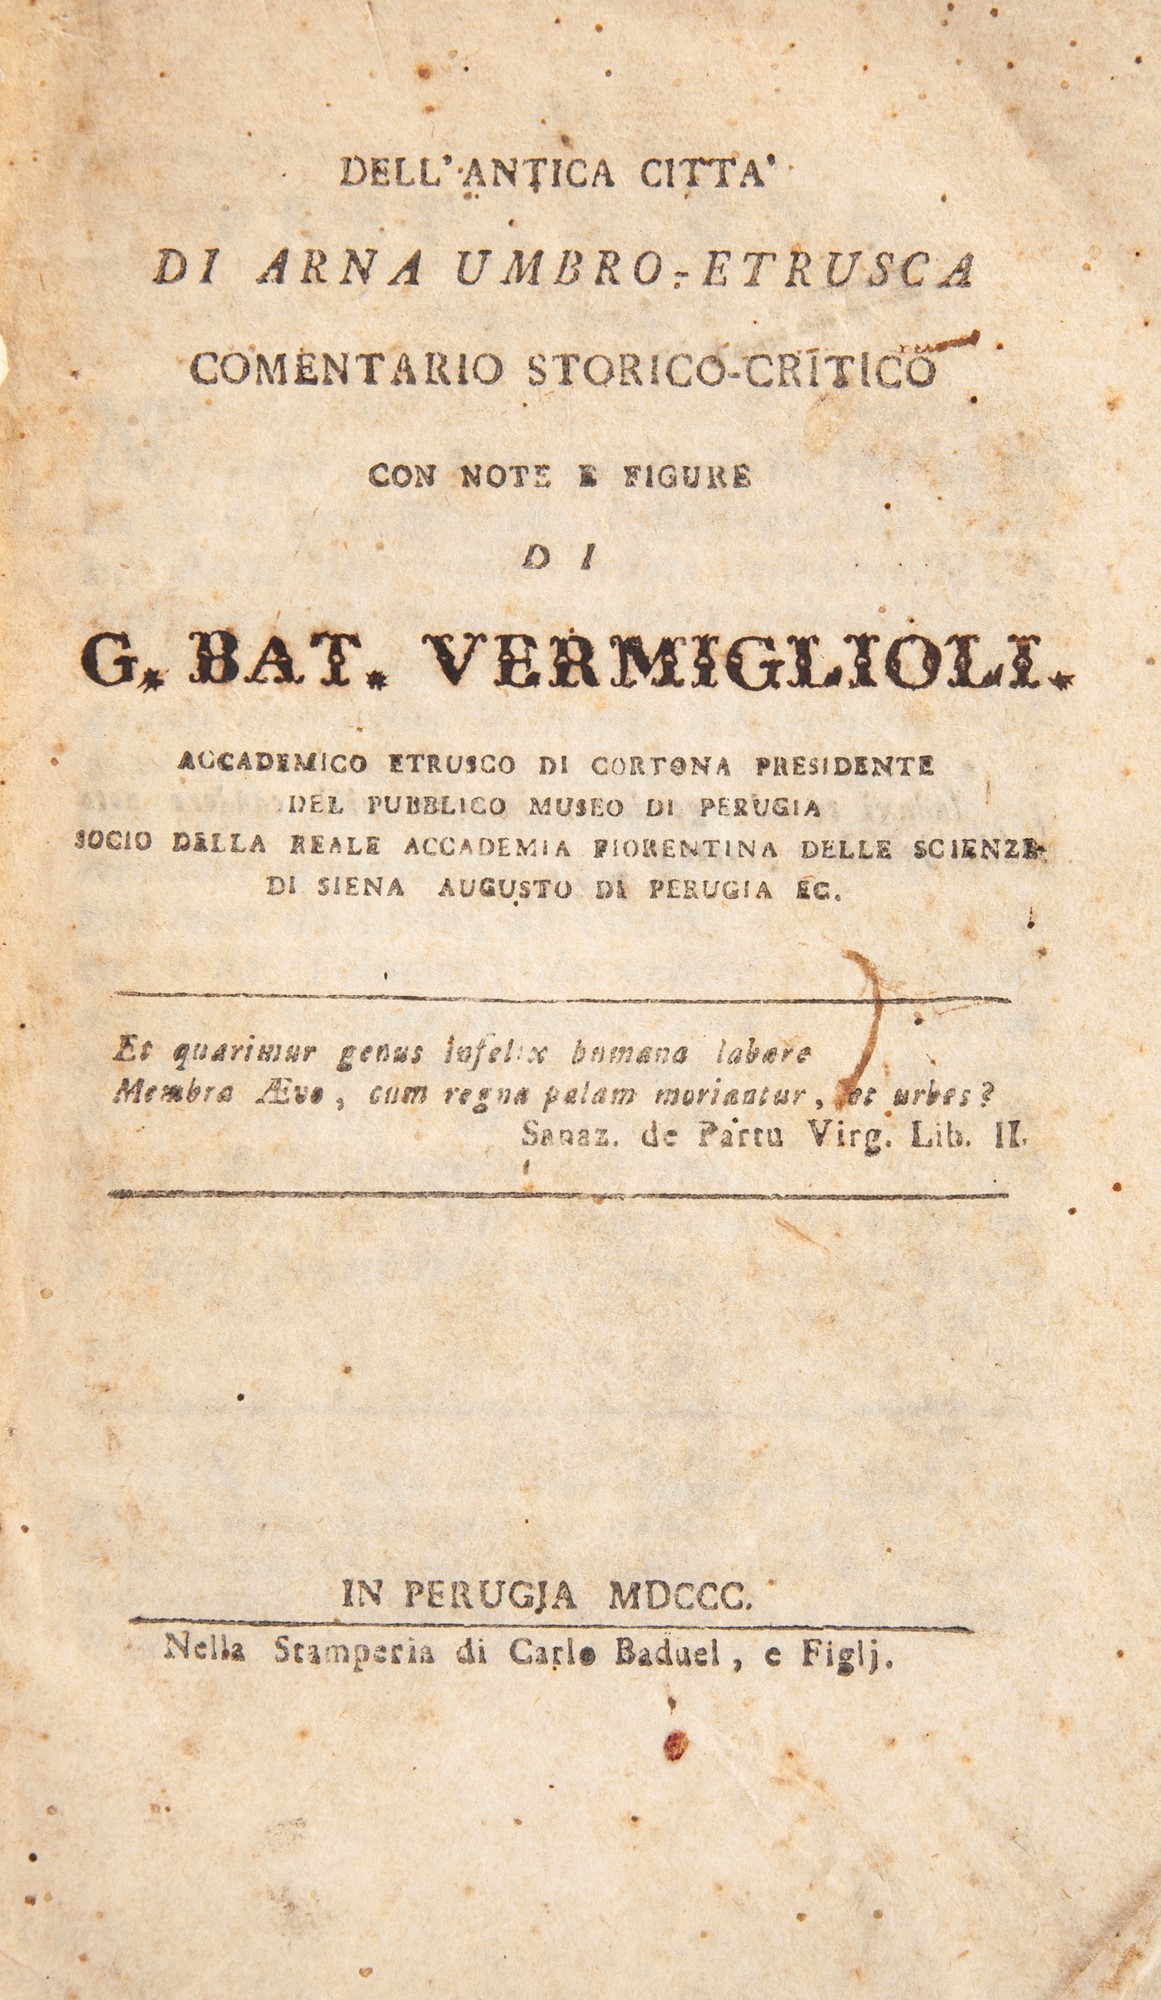 DELL' ANTICA CITTA'
DI ARNA UMBRO-ETRUSCA
COMENTARIO STORICO-CRITICO
CON NOTE E FIGURE
DI
G. BAT. VERMIGLIOLI.
ACCADEMICO ETRUSCO DI CORTONA PRESIDENTE
DEL PUBBLICO MUSEO DI PERUGIA
SOCIO DELLA REALE ACCADEMIA FIORENTINA DELLE SCIENZE
DI SIENA AUGUSTO DI PERUGIA EC.
Et quærimur genus infelix humana labare
Membra Ævo, cum regna palam moriantur, et urbes?
Sanaz. de Partu Virg. Lib. II.
IN PERUGIA MDCCC.
Nella Stamperia di Carlo Baduel, e Figlj.